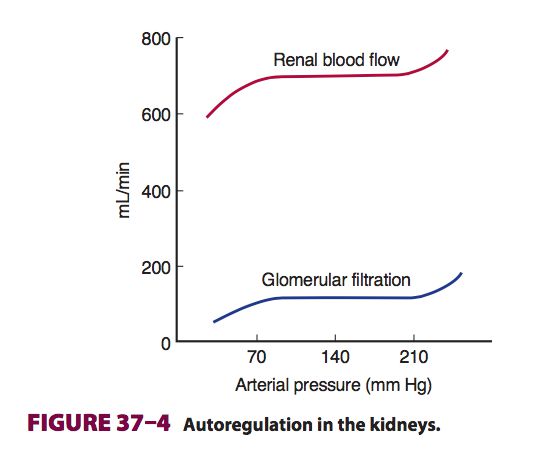 800
Renal blood flow
600
mL/min
400
200
Glomerular filtration
0
70 140 210
Arterial pressure (mm Hg)
FIGURE 37–4 Autoregulation in the kidneys.